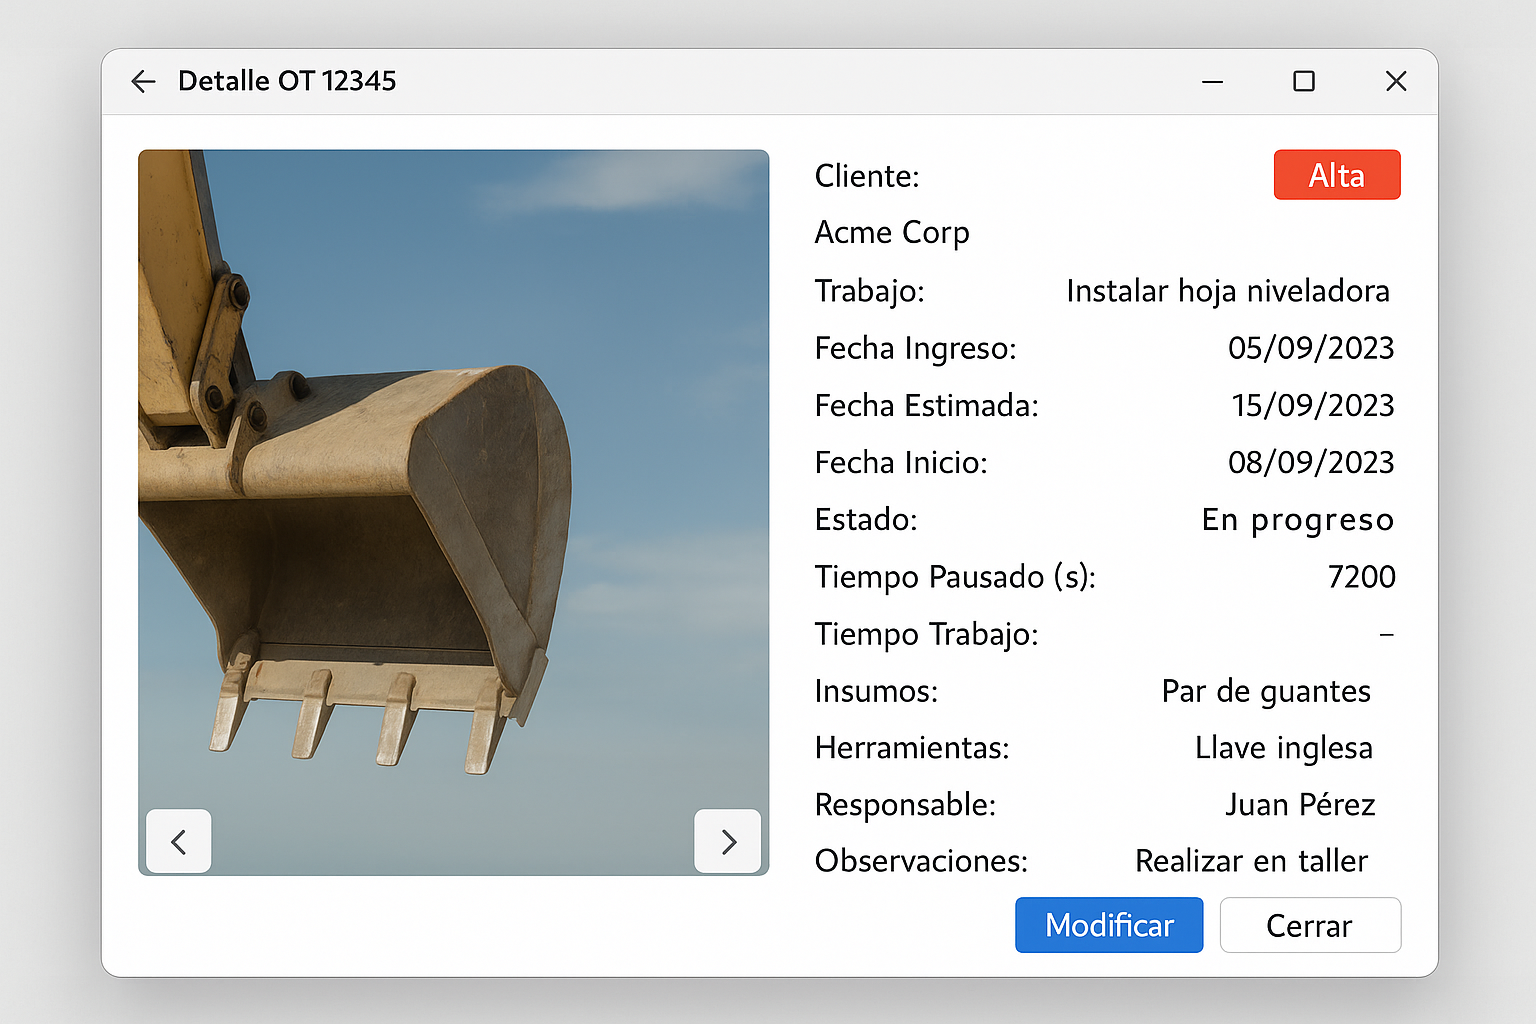 Detalle OT 12345
Cliente: Alta
Acme Corp
Trabajo: Instalar hoja niveladora
Fecha Ingreso: 05/09/2023
Fecha Estimada: 15/09/2023
Fecha Inicio: 08/09/2023
Estado: En progreso
Tiempo Pausado (s): 7200
Tiempo Trabajo: –
Insumos: Par de guantes
Herramientas: Llave inglesa
Responsable: Juan Pérez
Observaciones: Realizar en taller
Modificar Cerrar